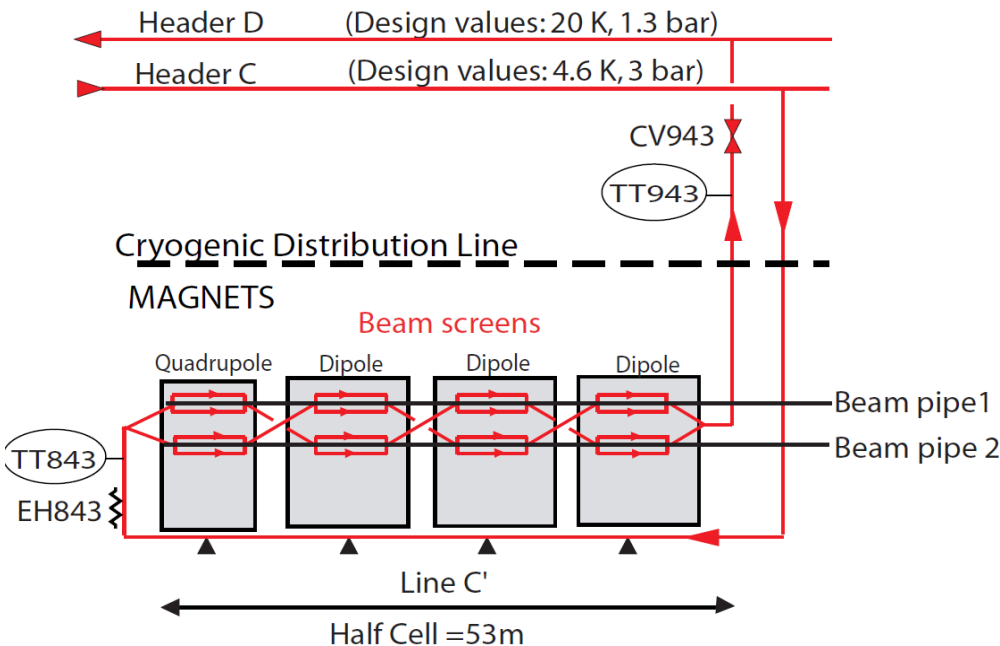 Header D (Design values: 20 K, 1.3 bar)
Header C (Design values: 4.6 K, 3 bar)
CV943
TT943
Cryogenic Distribution Line
MAGNETS
Beam screens
Quadrupole Dipole Dipole Dipole
Beam pipe1
Beam pipe 2
TT843
EH843
Line C'
Half Cell =53m